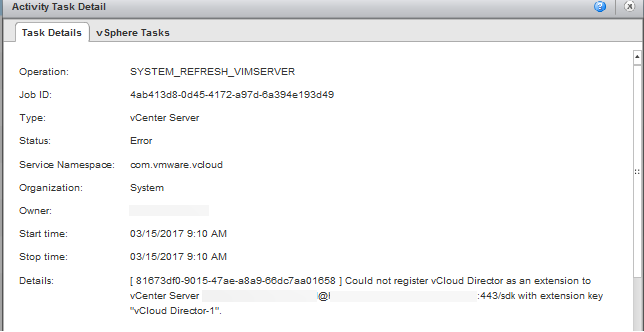 Activity Task Detail
Task Details
vSphere Tasks
Operation: SYSTEM_REFRESH_VIMSERVER
Job ID: 4ab413d8-0d45-4172-a97d-6a394e193d49
Type: vCenter Server
Status: Error
Service Namespace: com.vmware.vcloud
Organization: System
Owner:
Start time: 03/15/2017 9:10 AM
Stop time: 03/15/2017 9:10 AM
Details: [ 81673df0-9015-47ae-a8a9-66dc7aa01658 ] Could not register vCloud Director as an extension to
vCenter Server @ :443/sdk with extension key
"vCloud Director-1".